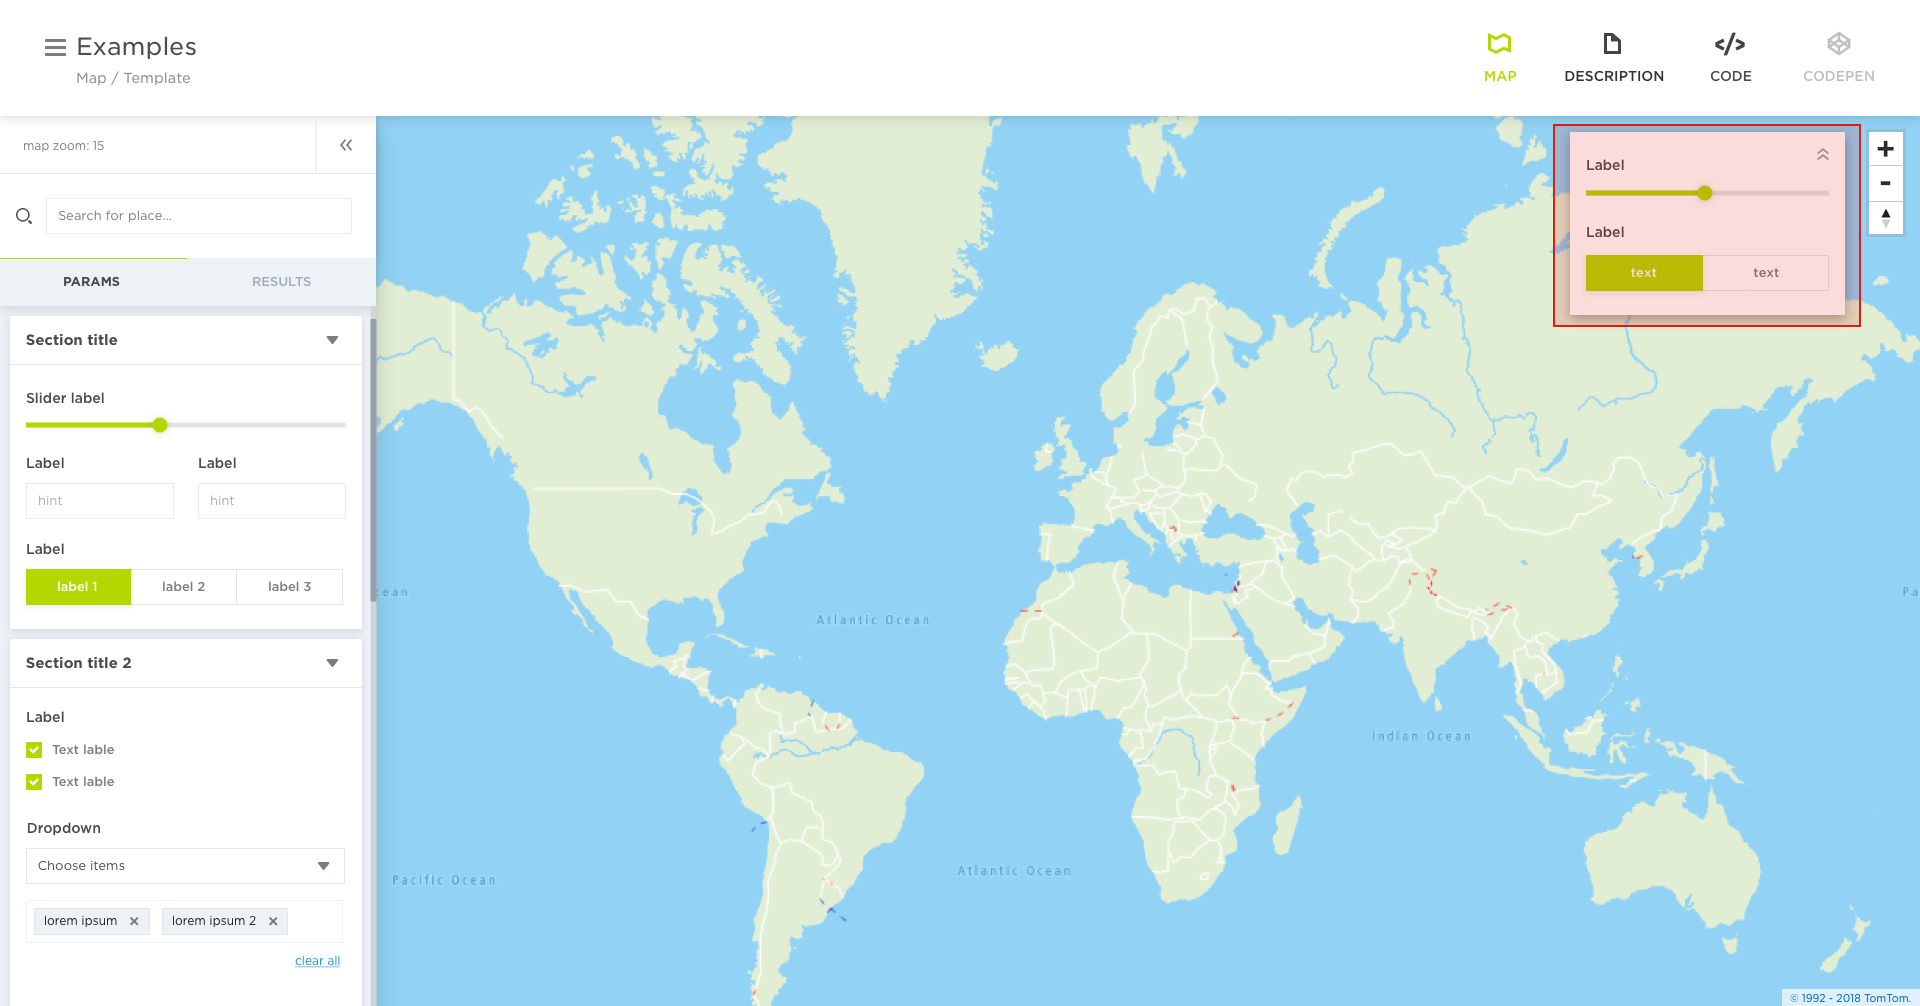 Examples
Map / Template
MAP
DESCRIPTION
CODE
CODEPEN
map zoom: 15
Search for place...
PARAMS
RESULTS
Section title
Slider label
Label
Label
hint
hint
Label
label 1
label 2
label 3
Section title 2
Label
Text lable
Text lable
Dropdown
Choose items
lorem ipsum
lorem ipsum 2
clear all
Label
Label
text
text
+
-
ean
Atlantic Ocean
Pa
Indian Ocean
Atlantic Ocean
Pacific Ocean
© 1992 - 2018 TomTom.